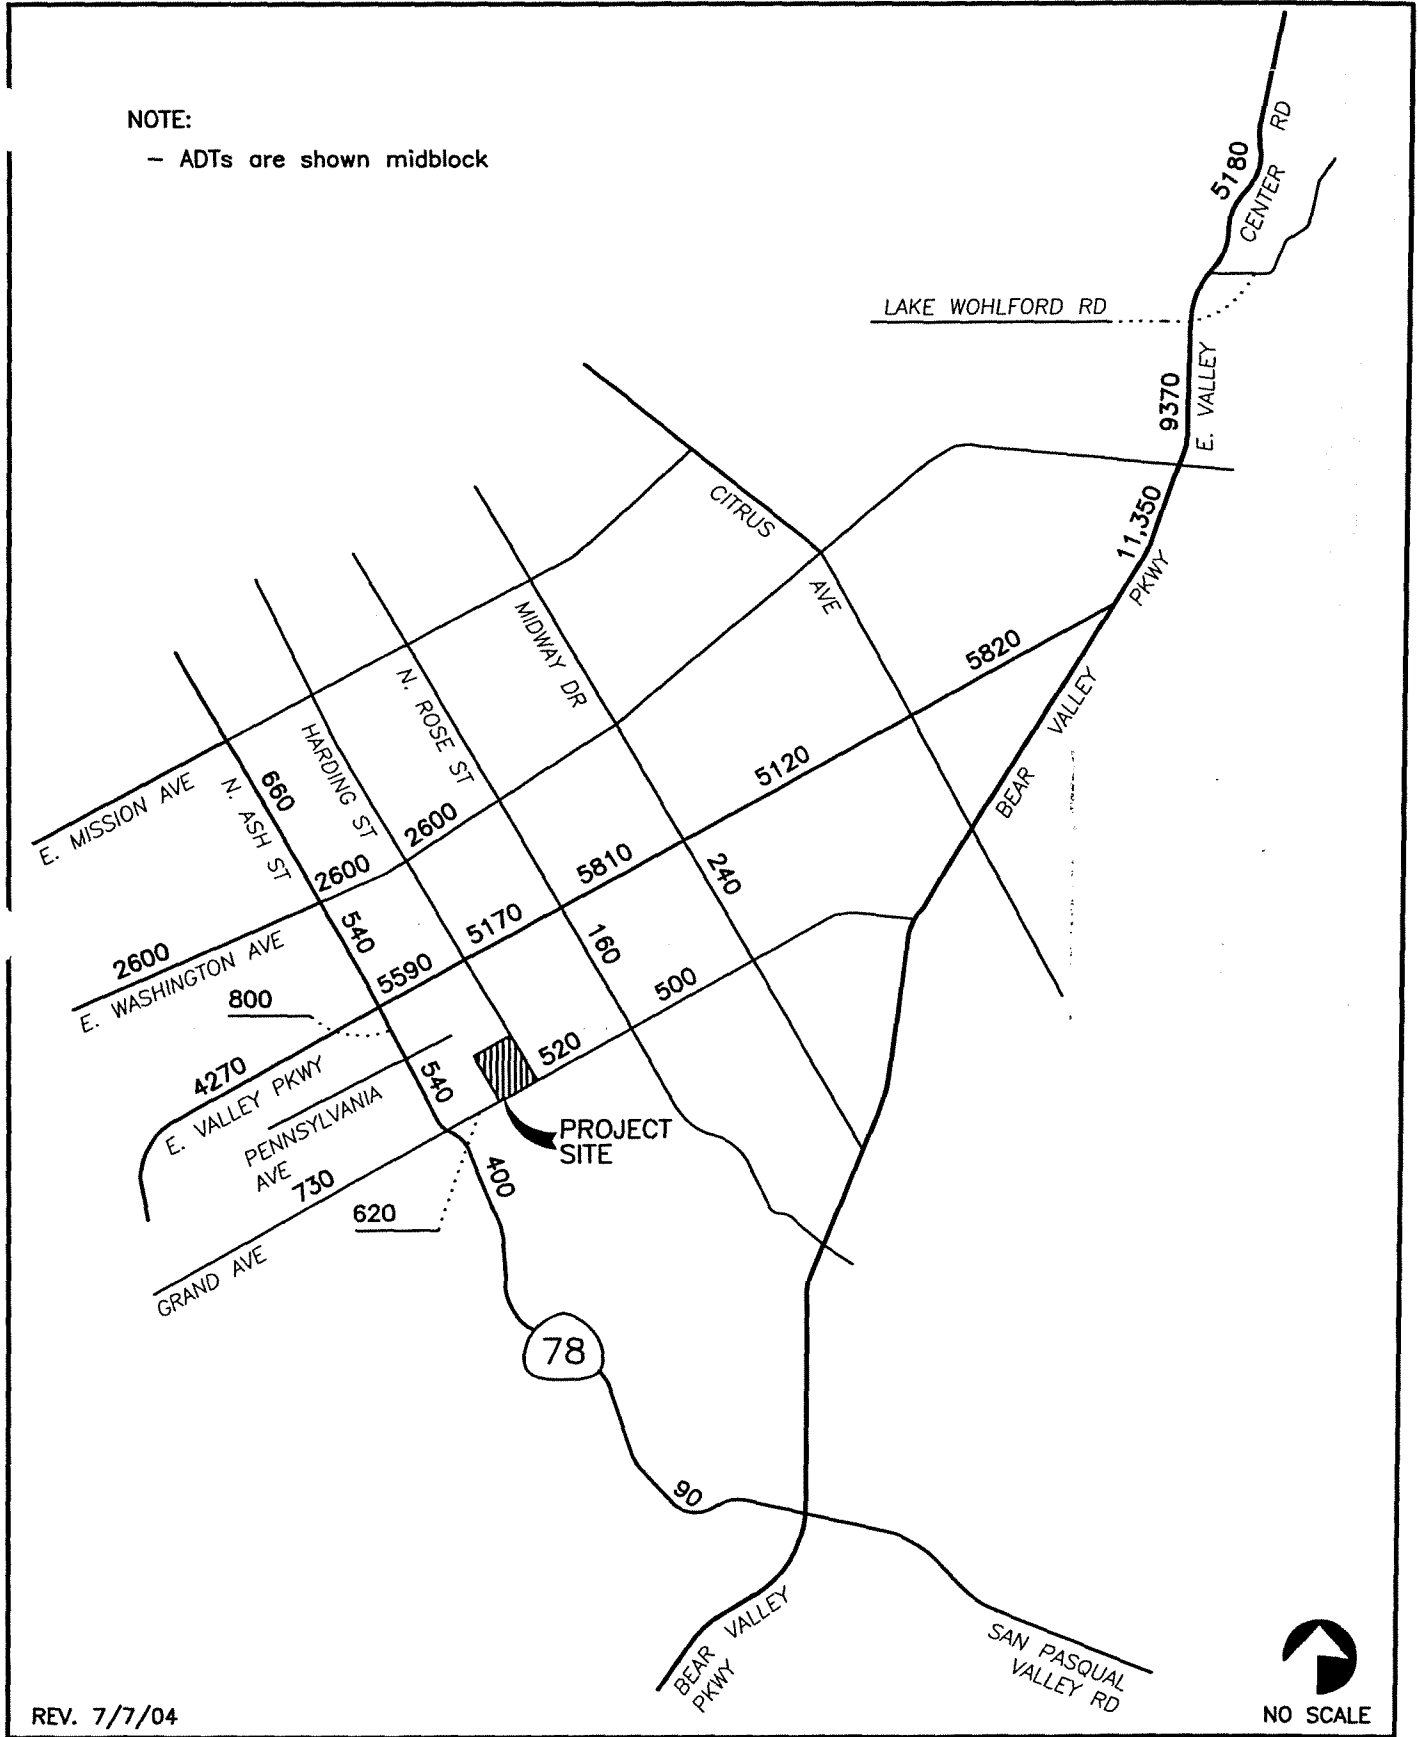 NOTE:
– ADTs are shown midblock
5180
CENTER RD
LAKE WOHLFORD RD
9370
E. VALLEY
11,350
PKWY
CITRUS
AVE
5820
MIDWAY DR
N. ROSE ST
HARDING ST
660
N. ASH ST
E. MISSION AVE
BEAR VALLEY
5120
2600
2600
5810
240
5170
540
2600
E. WASHINGTON AVE
160
5590
500
800
4270
E. VALLEY PKWY
540
520
PENNSYLVANIA
AVE
PROJECT
SITE
730
400
620
GRAND AVE
78
90
BEAR VALLEY
PKWY
SAN PASQUAL
VALLEY RD
REV. 7/7/04
NO SCALE